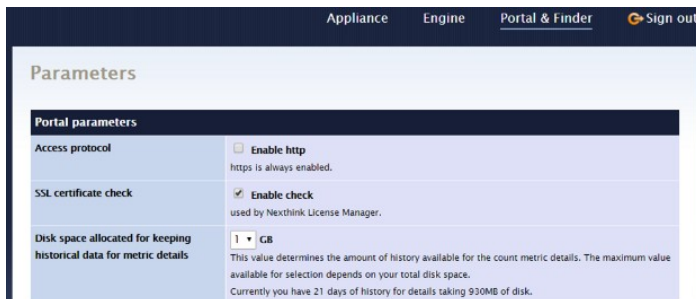 Appliance Engine Portal & Finder Sign out
Parameters
Portal parameters
Access protocol Enable http
https is always enabled.
SSL certificate check Enable check
used by Nexthink License Manager.
Disk space allocated for keeping 1 GB
historical data for metric details This value determines the amount of history available for the count metric details. The maximum value
available for selection depends on your total disk space.
Currently you have 21 days of history for details taking 930MB of disk.